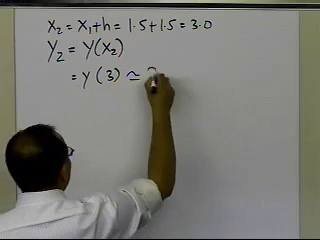 x₂ = x₁ + h = 1.5 + 1.5 = 3.0
y₂ = y(x₂)
= y(3) ≃